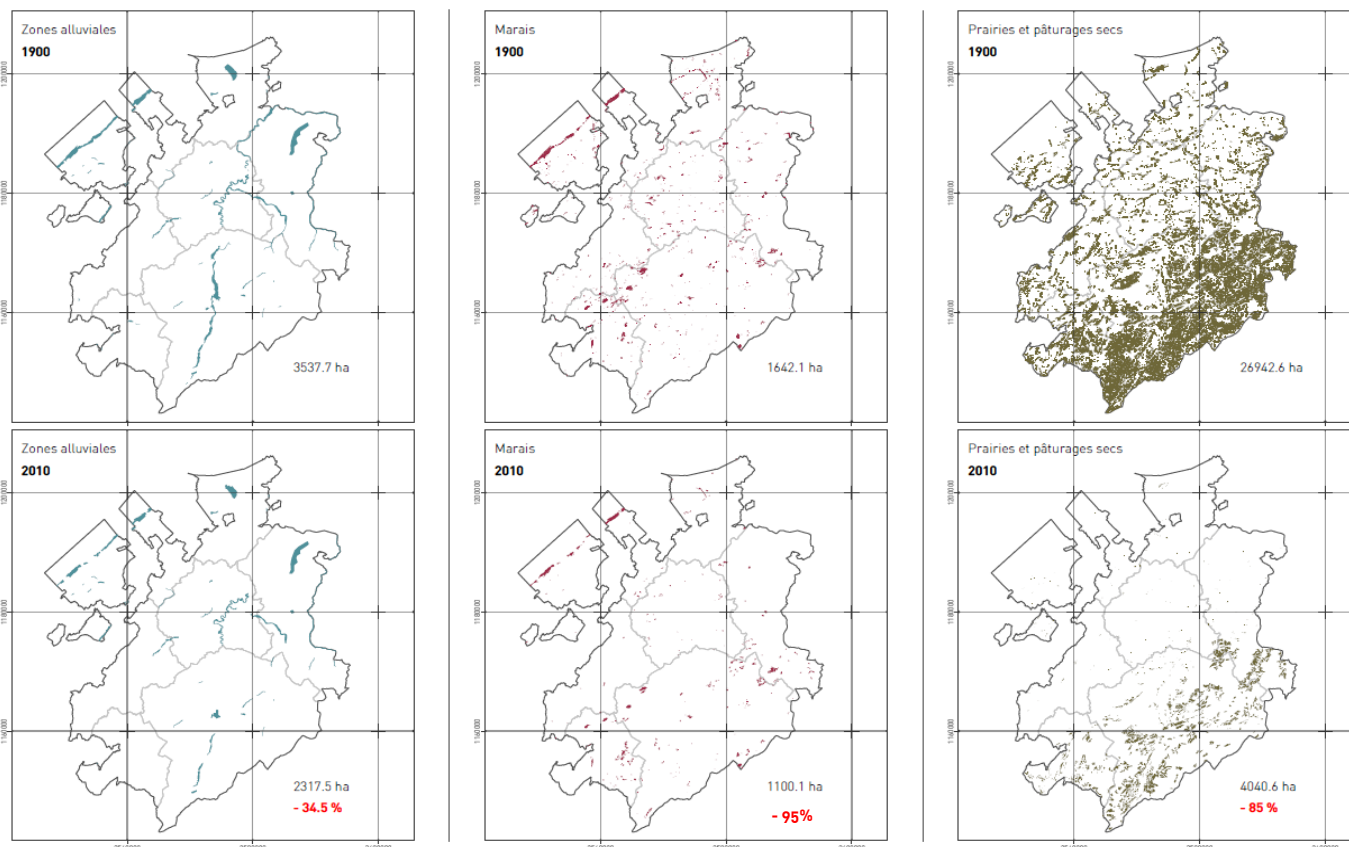 Zones alluviales
1900
3537.7 ha
Marais
1900
1642.1 ha
Prairies et pâturages secs
1900
26942.6 ha
Zones alluviales
2010
2317.5 ha
- 34.5 %
Marais
2010
1100.1 ha
- 95%
Prairies et pâturages secs
2010
4040.6 ha
- 85 %